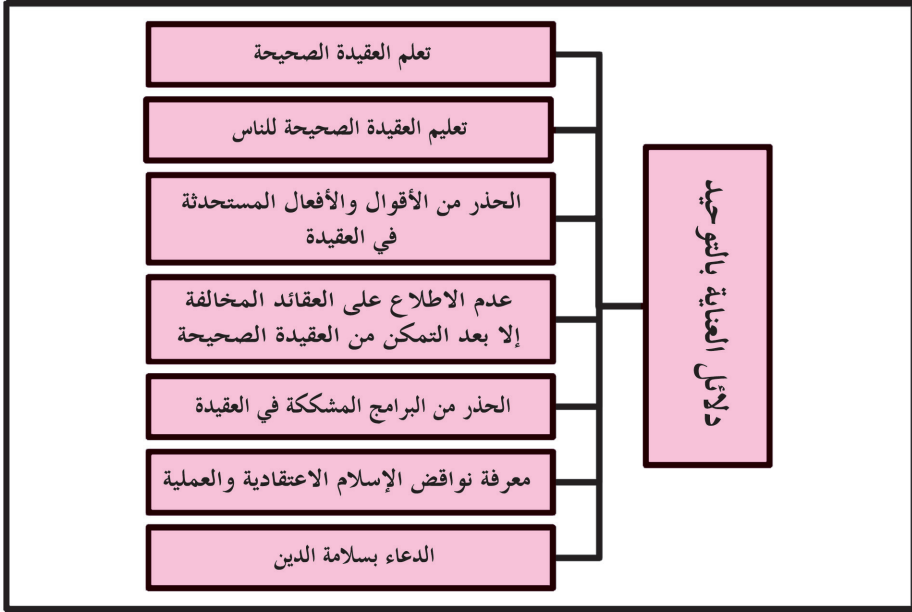 دلائل العناية بالتوحيد
تعلم العقيدة الصحيحة
تعليم العقيدة الصحيحة للناس
الحذر من الأقوال والأفعال المستحدثة
في العقيدة
عدم الاطلاع على العقائد المخالفة
إلا بعد التمكن من العقيدة الصحيحة
الحذر من البرامج المشككة في العقيدة
معرفة نواقض الإسلام الاعتقادية والعملية
الدعاء بسلامة الدين